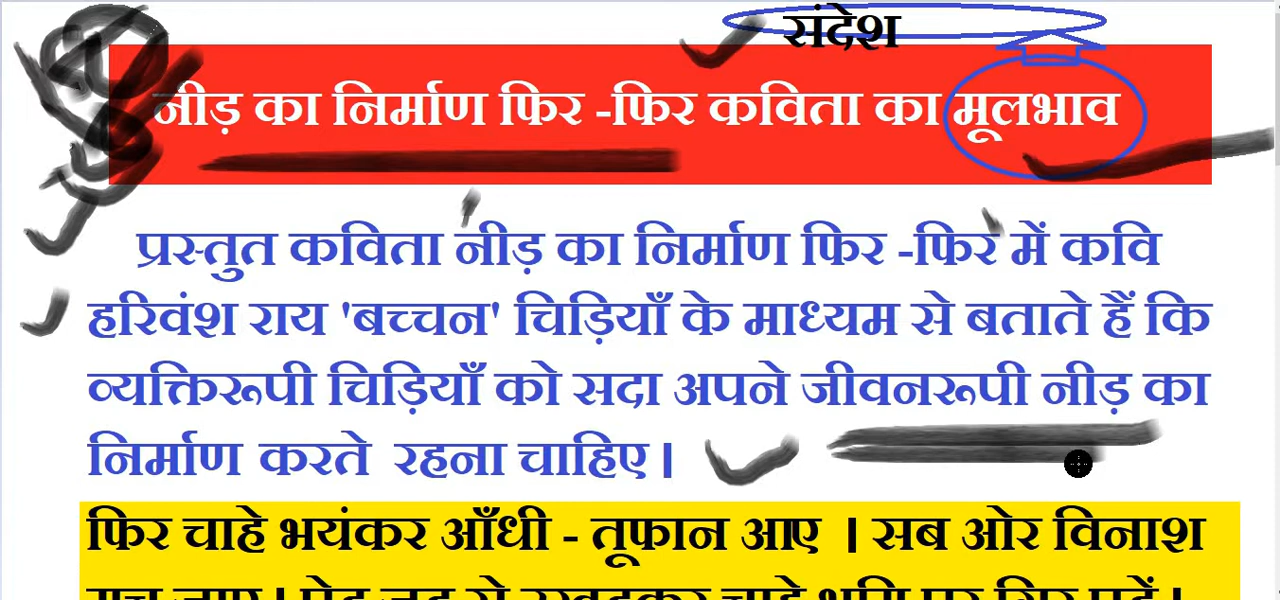 संदेश
नीड़ का निर्माण फिर -फिर कविता का मूलभाव
प्रस्तुत कविता नीड़ का निर्माण फिर -फिर में कवि
हरिवंश राय 'बच्चन' चिड़ियाँ के माध्यम से बताते हैं कि
व्यक्तिरूपी चिड़ियाँ को सदा अपने जीवनरूपी नीड़ का
निर्माण करते रहना चाहिए ।
फिर चाहे भयंकर आँधी - तूफान आए । सब ओर विनाश